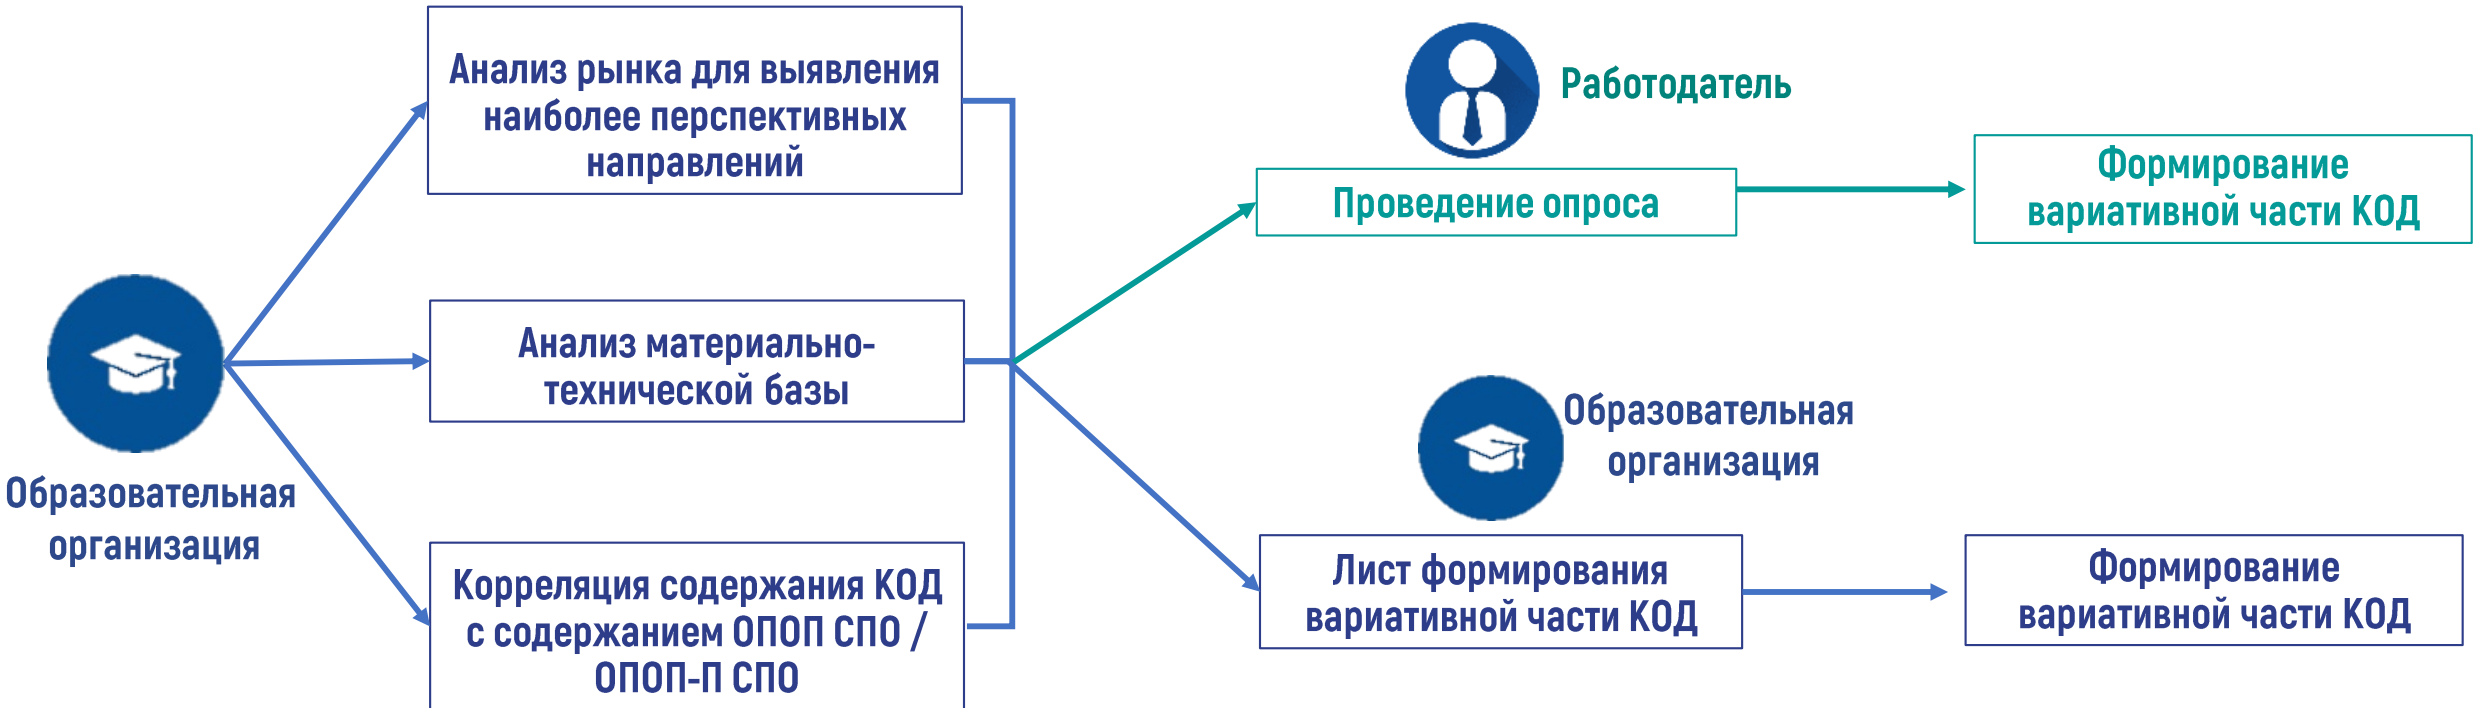 Образовательная
организация
Анализ рынка для выявления
наиболее перспективных
направлений
Анализ материально-
технической базы
Корреляция содержания КОД
с содержанием ОПОП СПО /
ОПОП-П СПО
Работодатель
Проведение опроса
Формирование
вариативной части КОД
Образовательная
организация
Лист формирования
вариативной части КОД
Формирование
вариативной части КОД